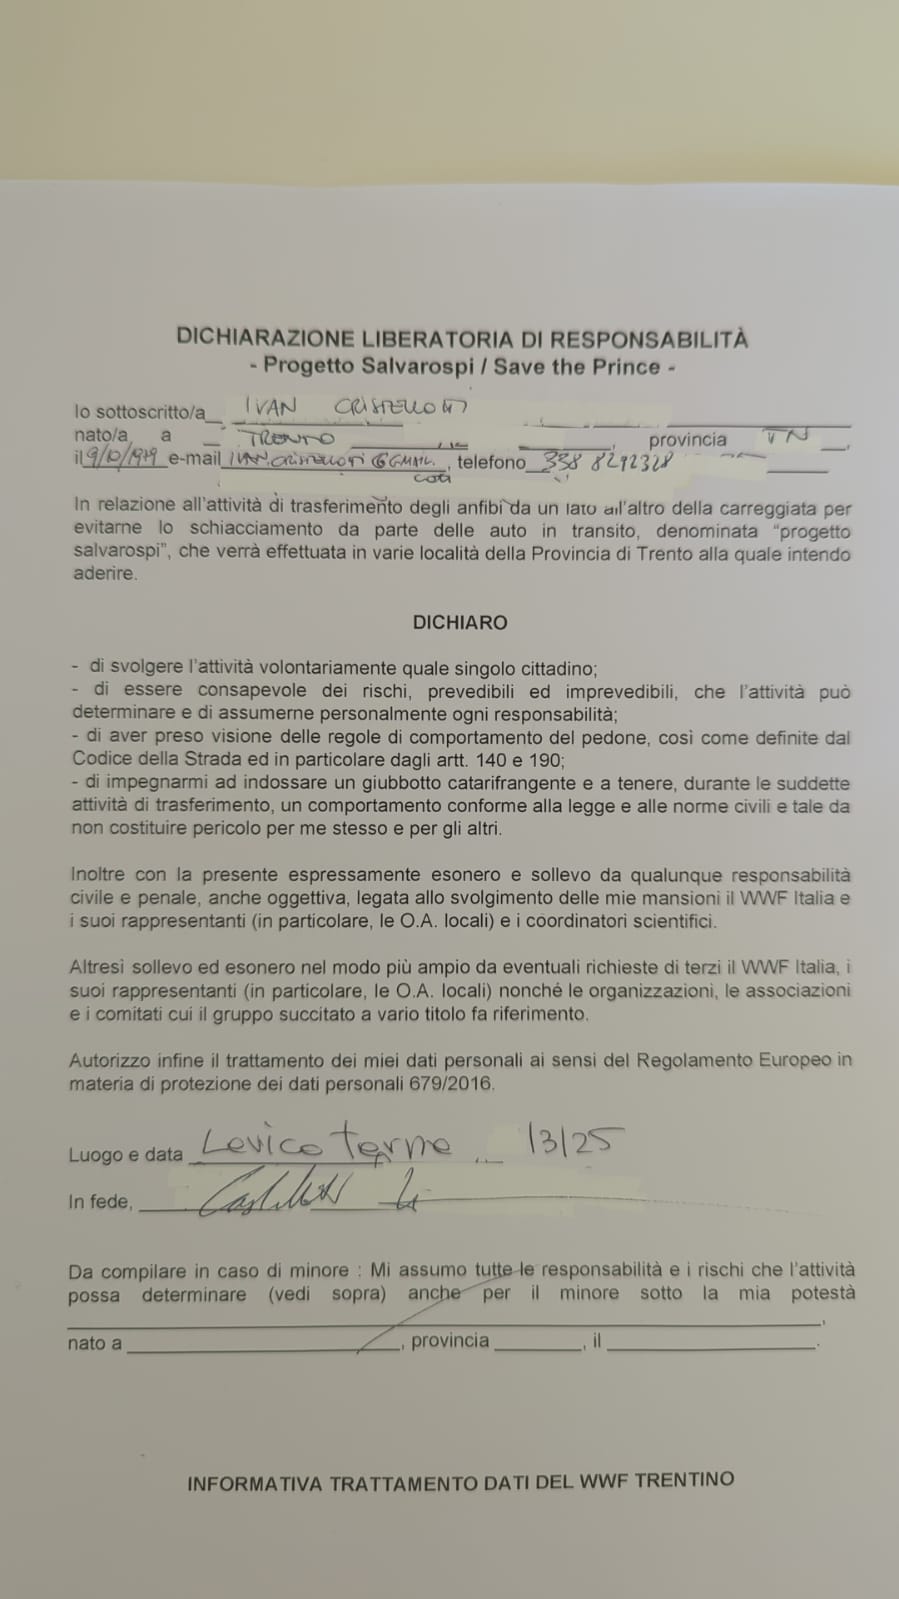 DICHIARAZIONE LIBERATORIA DI RESPONSABILITÀ
- Progetto Salvarospi / Save the Prince -
Io sottoscritto/a IVAN CRISTELLOTTI
nato/a a TRENTO, provincia TN,
il 9/10/1979 e-mail IVAN.CRISTELLOTTI@GMAIL., telefono 338 8292328
COM
In relazione all'attività di trasferimento degli anfibi da un lato all'altro della carreggiata per
evitarne lo schiacciamento da parte delle auto in transito, denominata “progetto
salvarospi”, che verrà effettuata in varie località della Provincia di Trento alla quale intendo
aderire.
DICHIARO
- di svolgere l'attività volontariamente quale singolo cittadino;
- di essere consapevole dei rischi, prevedibili ed imprevedibili, che l'attività può
determinare e di assumerne personalmente ogni responsabilità;
- di aver preso visione delle regole di comportamento del pedone, così come definite dal
Codice della Strada ed in particolare dagli artt. 140 e 190;
- di impegnarmi ad indossare un giubbotto catarifrangente e a tenere, durante le suddette
attività di trasferimento, un comportamento conforme alla legge e alle norme civili e tale da
non costituire pericolo per me stesso e per gli altri.
Inoltre con la presente espressamente esonero e sollevo da qualunque responsabilità
civile e penale, anche oggettiva, legata allo svolgimento delle mie mansioni il WWF Italia e
i suoi rappresentanti (in particolare, le O.A. locali) e i coordinatori scientifici.
Altresì sollevo ed esonero nel modo più ampio da eventuali richieste di terzi il WWF Italia, i
suoi rappresentanti (in particolare, le O.A. locali) nonché le organizzazioni, le associazioni
e i comitati cui il gruppo succitato a vario titolo fa riferimento.
Autorizzo infine il trattamento dei miei dati personali ai sensi del Regolamento Europeo in
materia di protezione dei dati personali 679/2016.
Luogo e data Levico Terme 1/3/25
In fede,
Da compilare in caso di minore : Mi assumo tutte le responsabilità e i rischi che l'attività
possa determinare (vedi sopra) anche per il minore sotto la mia potestà
,
nato a , provincia , il .
INFORMATIVA TRATTAMENTO DATI DEL WWF TRENTINO